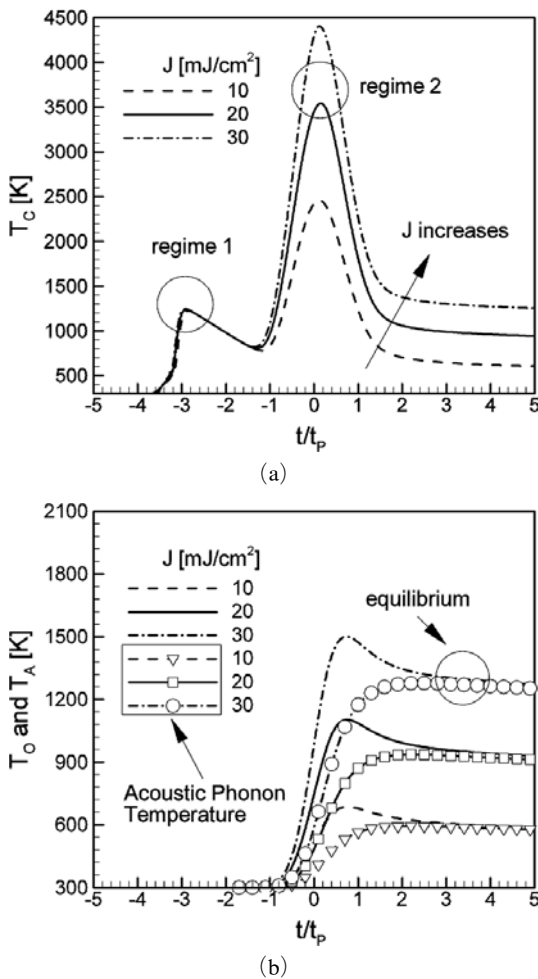 4500
4000
3500
3000
2500
2000
1500
1000
500
T_C [K]
J [mJ/cm²]
10
20
30
regime 2
regime 1
J increases
-5 -4 -3 -2 -1 0 1 2 3 4 5
t/t_P
(a)
2100
1800
1500
1200
900
600
300
T_O and T_A [K]
J [mJ/cm²]
10
20
30
10
20
30
equilibrium
Acoustic Phonon
Temperature
-5 -4 -3 -2 -1 0 1 2 3 4 5
t/t_P
(b)